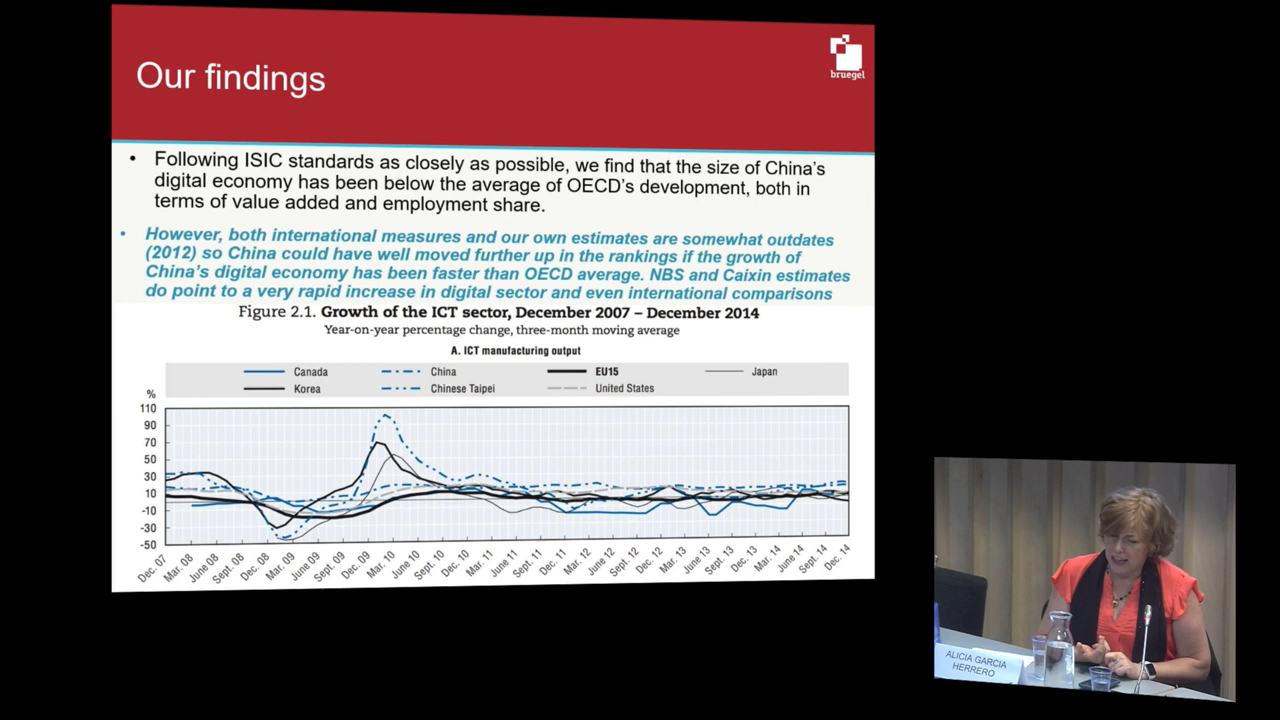 Our findings
bruegel
• Following ISIC standards as closely as possible, we find that the size of China's
digital economy has been below the average of OECD's development, both in
terms of value added and employment share.
• However, both international measures and our own estimates are somewhat outdates
(2012) so China could have well moved further up in the rankings if the growth of
China's digital economy has been faster than OECD average. NBS and Caixin estimates
do point to a very rapid increase in digital sector and even international comparisons
Figure 2.1. Growth of the ICT sector, December 2007 – December 2014
Year-on-year percentage change, three-month moving average
A. ICT manufacturing output
Canada China EU15 Japan
Korea Chinese Taipei United States
%
110
90
70
50
30
10
-10
-30
-50
Dec. 07 Mar. 08 June 08 Sept. 08 Dec. 08 Mar. 09 June 09 Sept. 09 Dec. 09 Mar. 10 June 10 Sept. 10 Dec. 10 Mar. 11 June 11 Sept. 11 Dec. 11 Mar. 12 June 12 Sept. 12 Dec. 12 Mar. 13 June 13 Sept. 13 Dec. 13 Mar. 14 June 14 Sept. 14 Dec. 14
ALICIA GARCIA
HERRERO